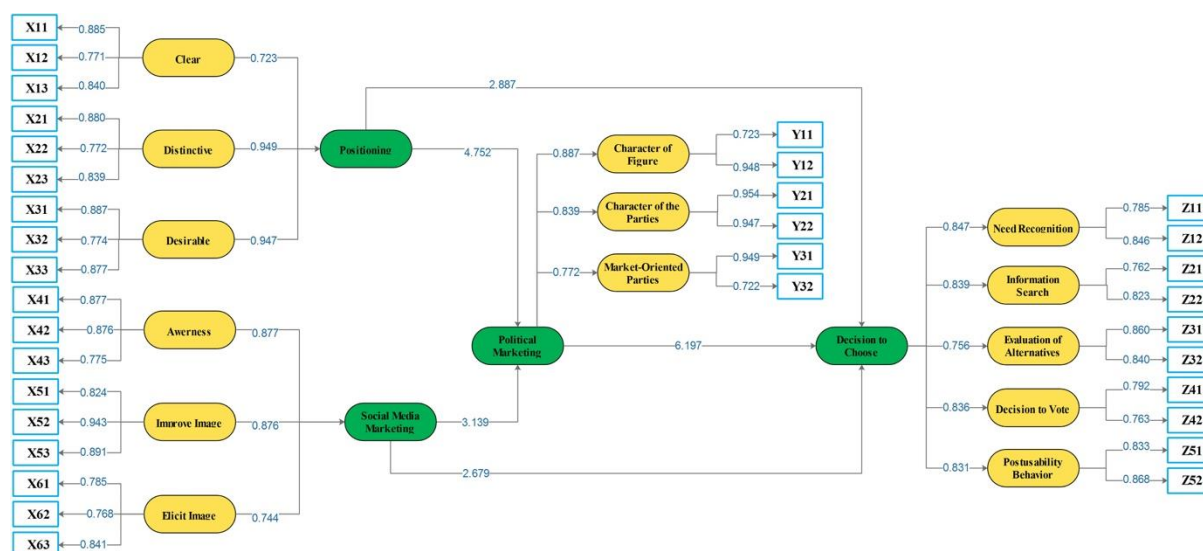 X11
0.885
X12
0.771
X13
0.840
Clear
0.723
X21
0.880
X22
0.772
X23
0.839
Distinctive
0.949
X31
0.887
X32
0.774
X33
0.877
Desirable
0.947
X41
0.877
X42
0.876
X43
0.775
Awerness
0.877
X51
0.824
X52
0.943
X53
0.891
Improve Image
0.876
X61
0.785
X62
0.768
X63
0.841
Elicit Image
0.744
Positioning
2.887
4.752
Social Media
Marketing
3.139
2.679
Political
Marketing
6.197
0.887
Character of
Figure
0.723
Y11
0.948
Y12
0.839
Character of the
Parties
0.954
Y21
0.947
Y22
0.772
Market-Oriented
Parties
0.949
Y31
0.722
Y32
Decision to
Choose
0.847
Need Recognition
0.785
Z11
0.846
Z12
0.839
Information
Search
0.762
Z21
0.823
Z22
0.756
Evaluation of
Alternatives
0.860
Z31
0.840
Z32
0.836
Decision to Vote
0.792
Z41
0.763
Z42
0.831
Postusability
Behavior
0.833
Z51
0.868
Z52